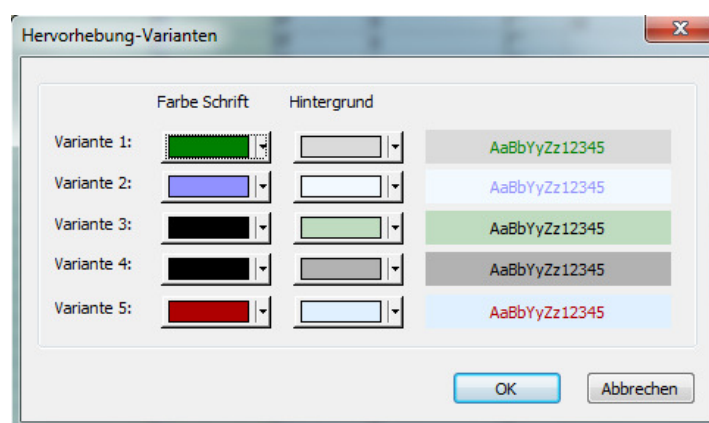 Hervorhebung-Varianten
Farbe Schrift Hintergrund
Variante 1: AaBbYyZz12345
Variante 2: AaBbYyZz12345
Variante 3: AaBbYyZz12345
Variante 4: AaBbYyZz12345
Variante 5: AaBbYyZz12345
OK Abbrechen